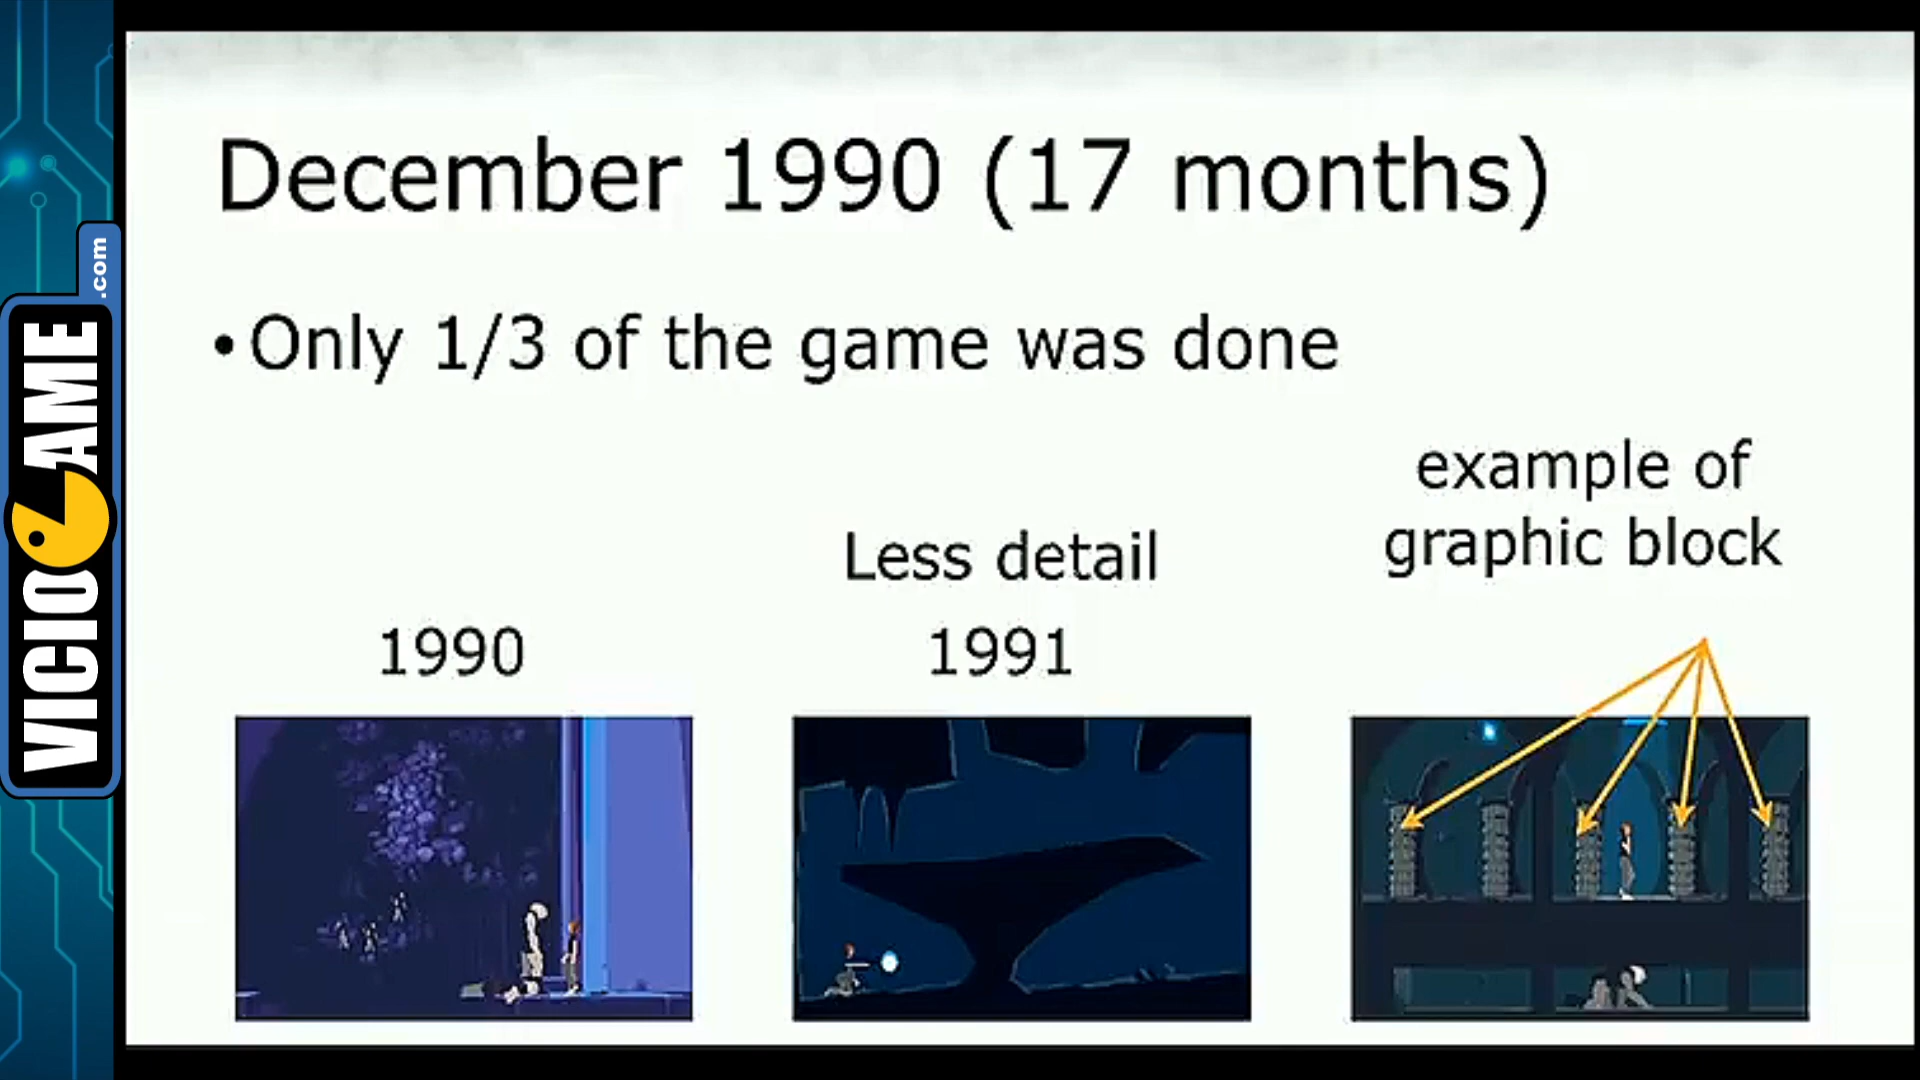 December 1990 (17 months)
• Only 1/3 of the game was done
example of
graphic block
Less detail
1990
1991
VICIOGAME
.com